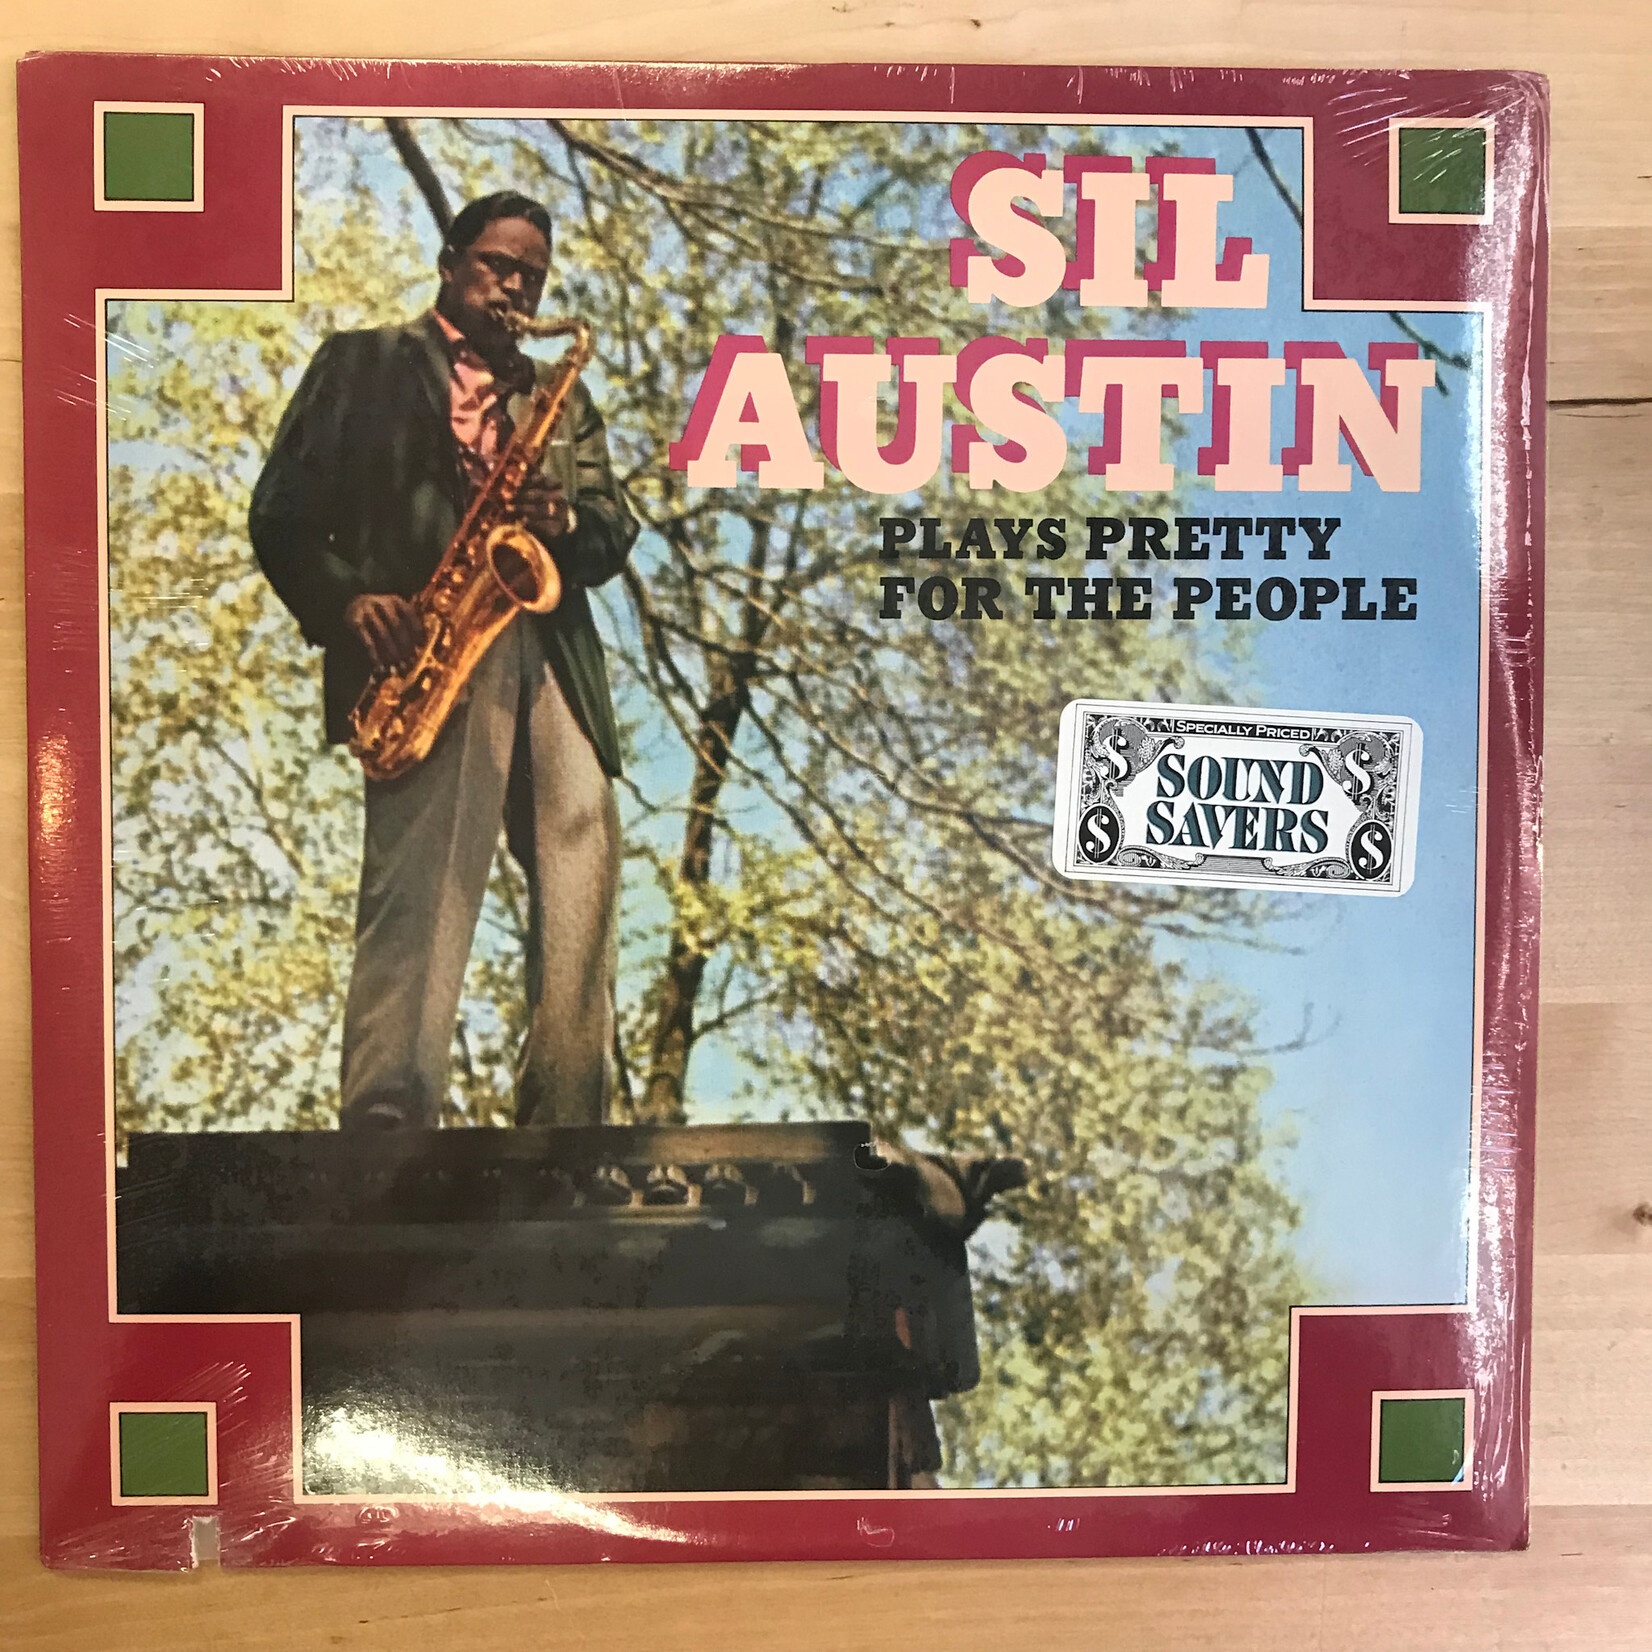 SIL
AUSTIN
PLAYS PRETTY
FOR THE PEOPLE
SPECIALLY PRICED
$ $
SOUND
SAVERS
$ $